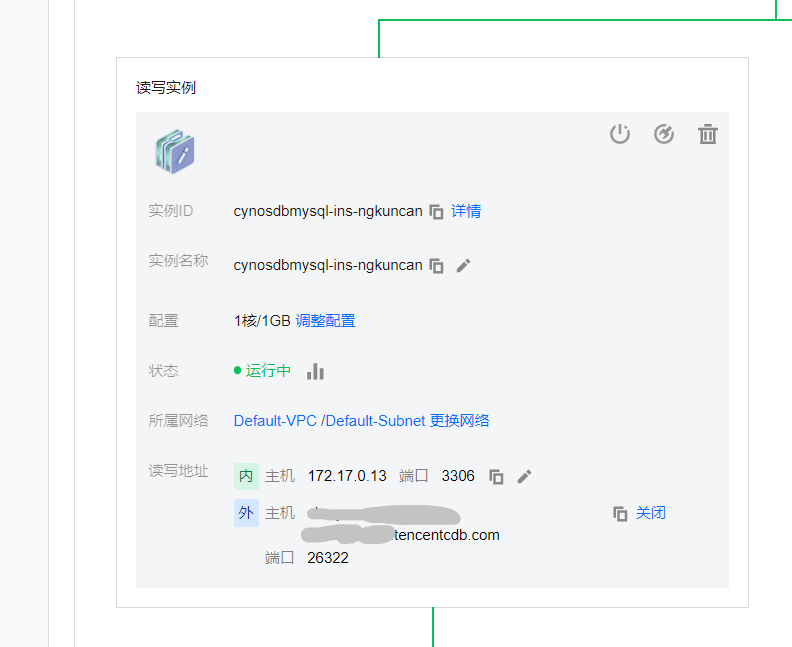 读写实例
实例ID cynosdbmysql-ins-ngkuncan 详情
实例名称 cynosdbmysql-ins-ngkuncan
配置 1核/1GB 调整配置
状态 运行中
所属网络 Default-VPC /Default-Subnet 更换网络
读写地址 内 主机 172.17.0.13 端口 3306
外 主机 关闭
tencentcdb.com
端口 26322